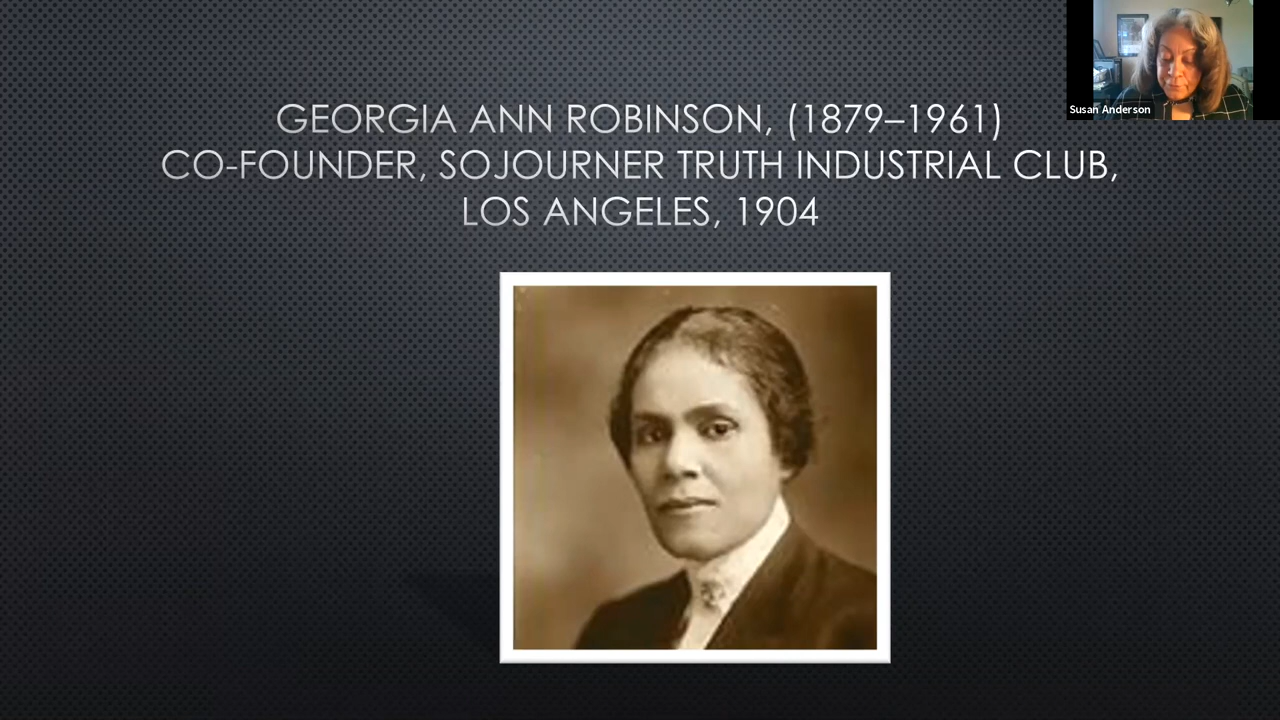 GEORGIA ANN ROBINSON, (1879–1961)
CO-FOUNDER, SOJOURNER TRUTH INDUSTRIAL CLUB,
LOS ANGELES, 1904
Susan Anderson